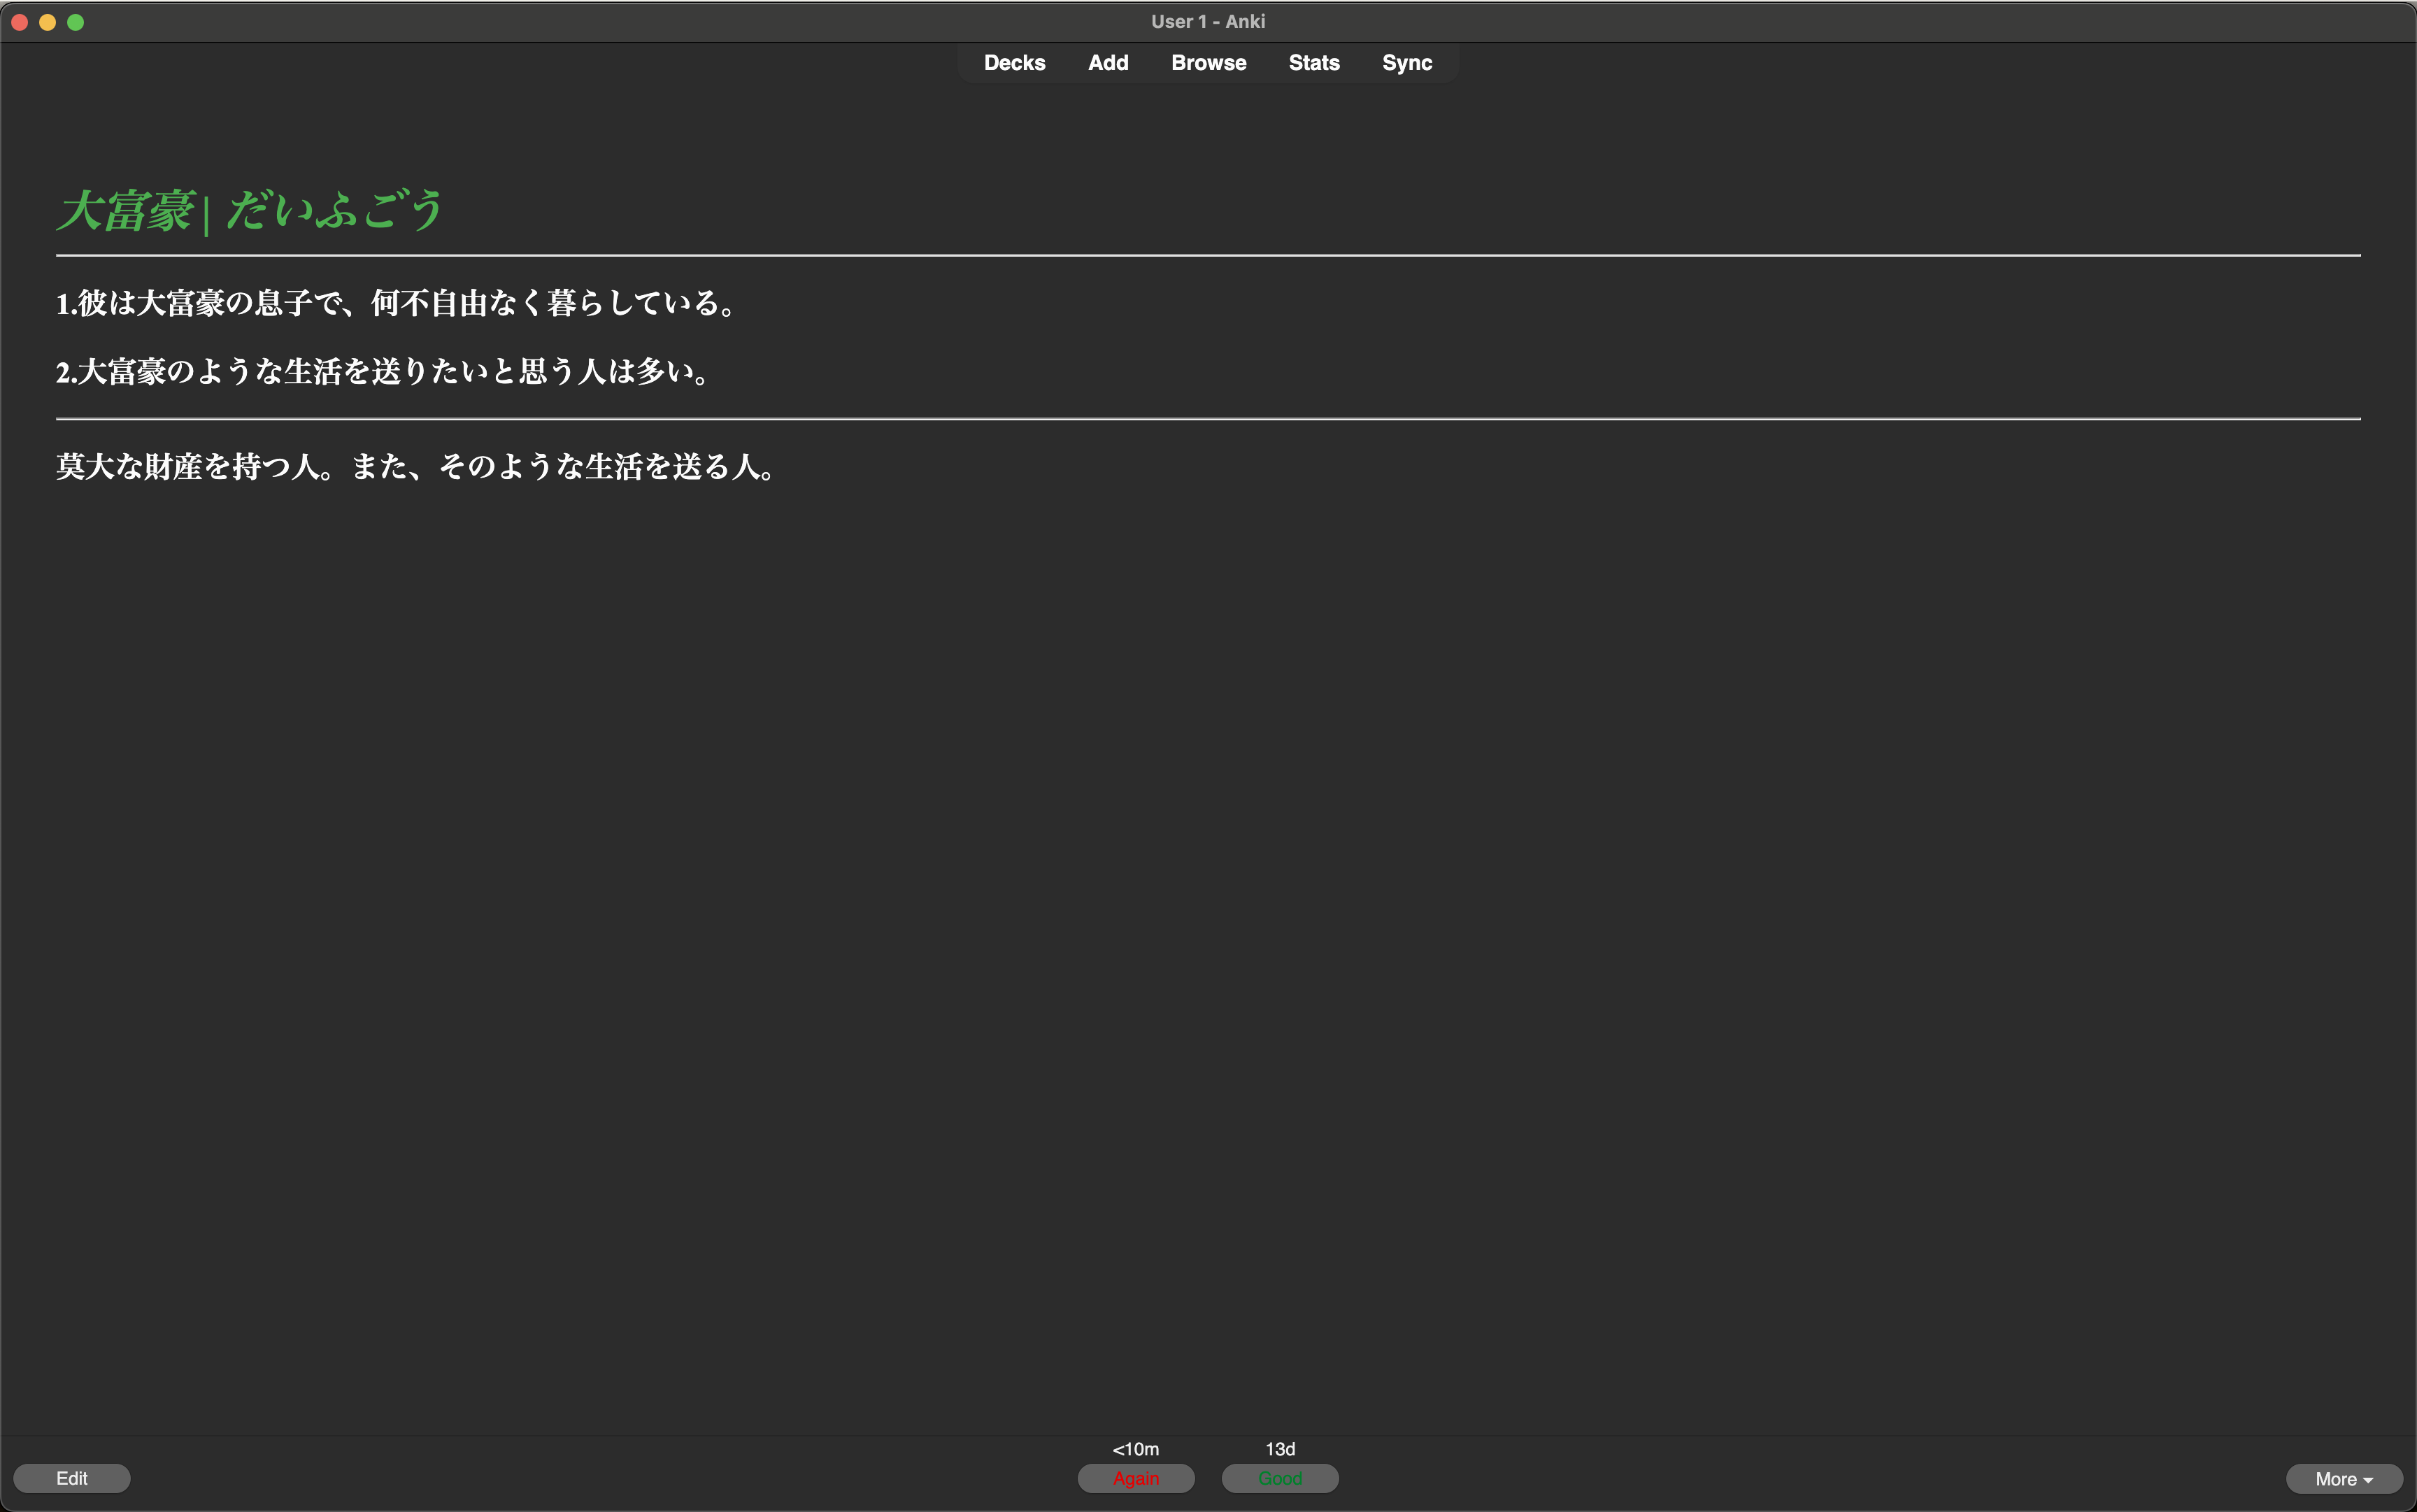 User 1 - Anki
Decks Add Browse Stats Sync
大富豪| だいふごう
1.彼は大富豪の息子で、何不自由なく暮らしている。
2.大富豪のような生活を送りたいと思う人は多い。
莫大な財産を持つ人。また、そのような生活を送る人。
<10m 13d
Edit Again Good More